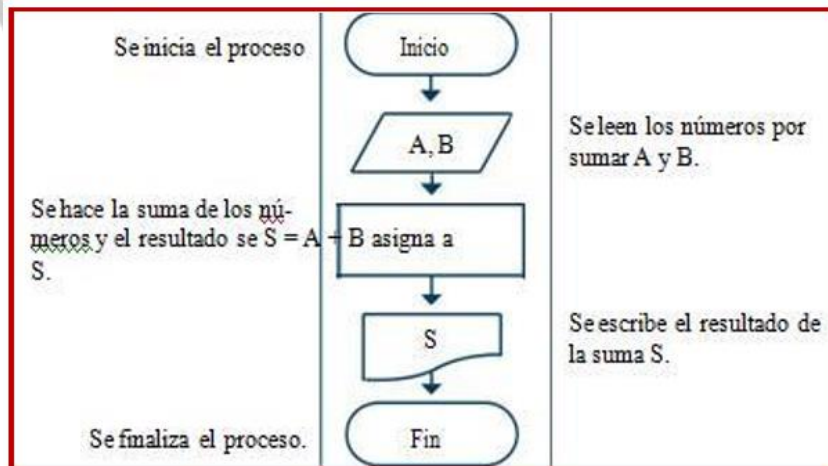 Se inicia el proceso
Inicio
A, B
Se leen los números por
sumar A y B.
Se hace la suma de los nú-
meros y el resultado se S = A + B asigna a
S.
S
Se escribe el resultado de
la suma S.
Se finaliza el proceso.
Fin